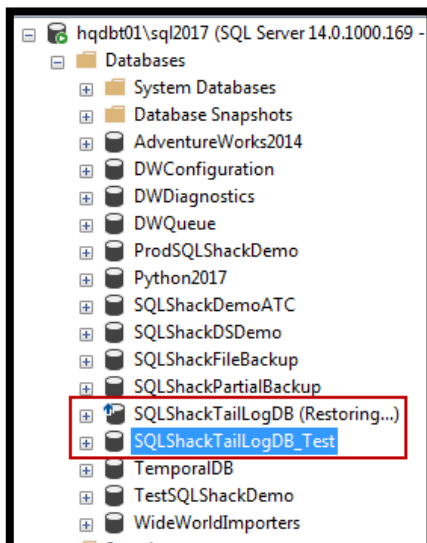 hqdbt01\sql2017 (SQL Server 14.0.1000.169 -
Databases
System Databases
Database Snapshots
AdventureWorks2014
DWConfiguration
DWDiagnostics
DWQueue
ProdSQLShackDemo
Python2017
SQLShackDemoATC
SQLShackDSDemo
SQLShackFileBackup
SQLShackPartialBackup
SQLShackTailLogDB (Restoring...)
SQLShackTailLogDB_Test
TemporalDB
TestSQLShackDemo
WideWorldImporters